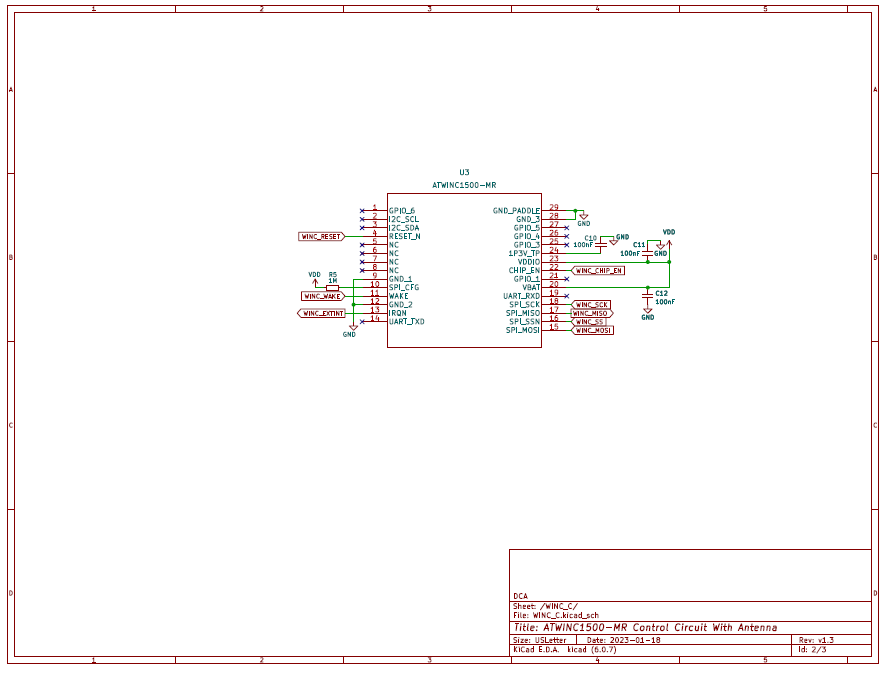 1 2 3 4 5
A A
U3
ATWINC1500-MR
1 GPIO_6 GND_PADDLE 29
2 I2C_SCL GND_3 28
3 I2C_SDA GPIO_5 27
GND
WINC_RESET 4 RESET_N GPIO_4 26
5 NC GPIO_3 25
C10 100nF GND
6 NC 1P3V_TP 24
C11 100nF GND
VDD
B B
7 NC VDDIO 23
8 NC CHIP_EN 22 WINC_CHIP_EN
9 GND_1 GPIO_1 21
VDD R5 1M
10 SPI_CFG VBAT 20
WINC_WAKE 11 WAKE UART_RXD 19
C12 100nF
GND
12 GND_2 SPI_SCK 18 WINC_SCK
WINC_EXTINT 13 IRQN SPI_MISO 17 WINC_MISO
14 UART_TXD SPI_SSN 16 WINC_SS
SPI_MOSI 15 WINC_MOSI
GND
C C
D D
DCA
Sheet: /WINC_C/
File: WINC_C.kicad_sch
Title: ATWINC1500-MR Control Circuit With Antenna
Size: USLetter Date: 2023-01-18 Rev: v1.3
KiCad E.D.A. kicad (6.0.7) Id: 2/3
1 2 3 4 5